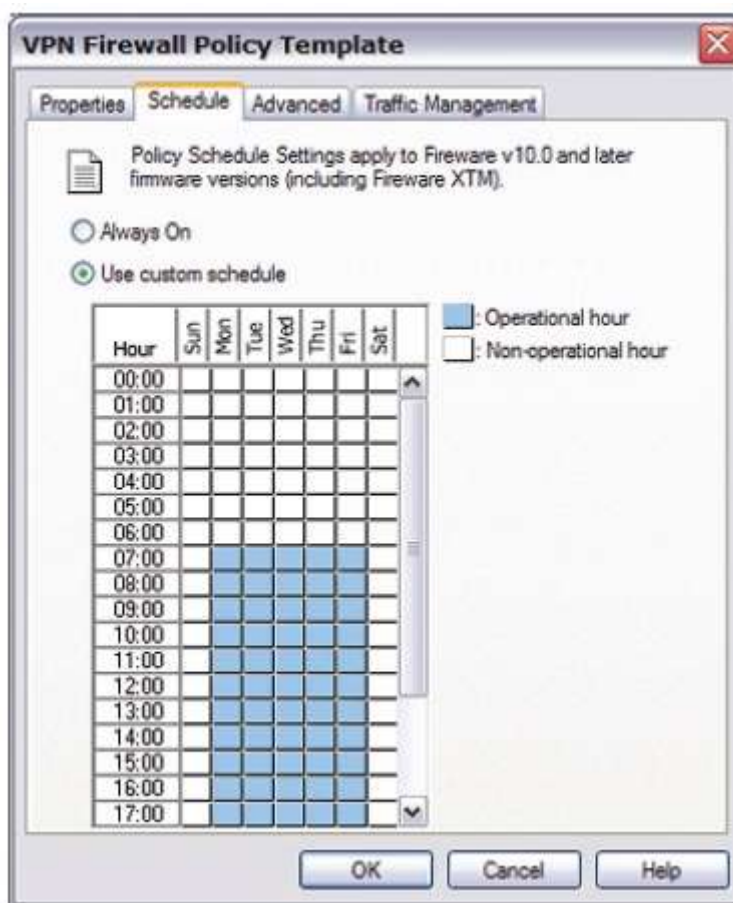 VPN Firewall Policy Template
Properties Schedule Advanced Traffic Management
Policy Schedule Settings apply to Fireware v10.0 and later
firmware versions (including Fireware XTM).
Always On
Use custom schedule
Hour Sun Mon Tue Wed Thu Fri Sat
: Operational hour
: Non-operational hour
00:00
01:00
02:00
03:00
04:00
05:00
06:00
07:00
08:00
09:00
10:00
11:00
12:00
13:00
14:00
15:00
16:00
17:00
OK Cancel Help